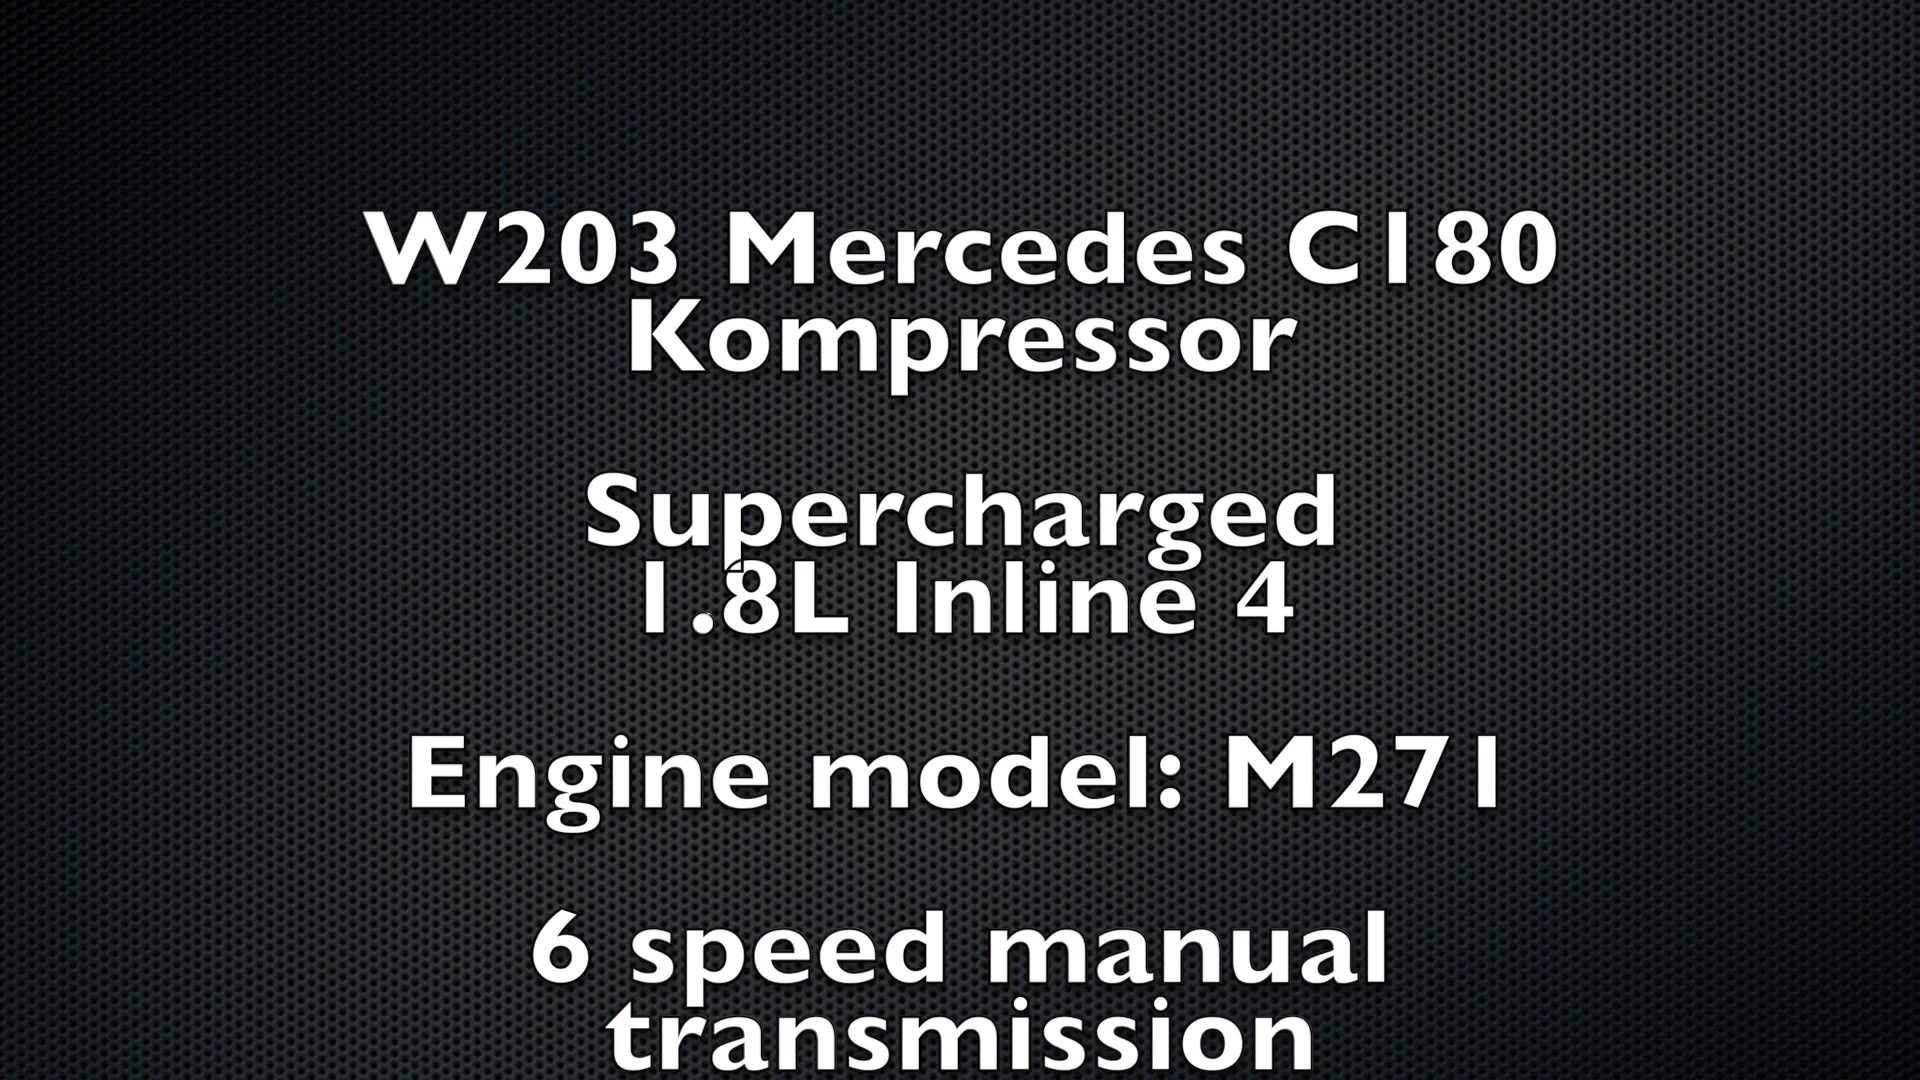 W203 Mercedes C180
Kompressor
Supercharged
1.8L Inline 4
Engine model: M271
6 speed manual
transmission